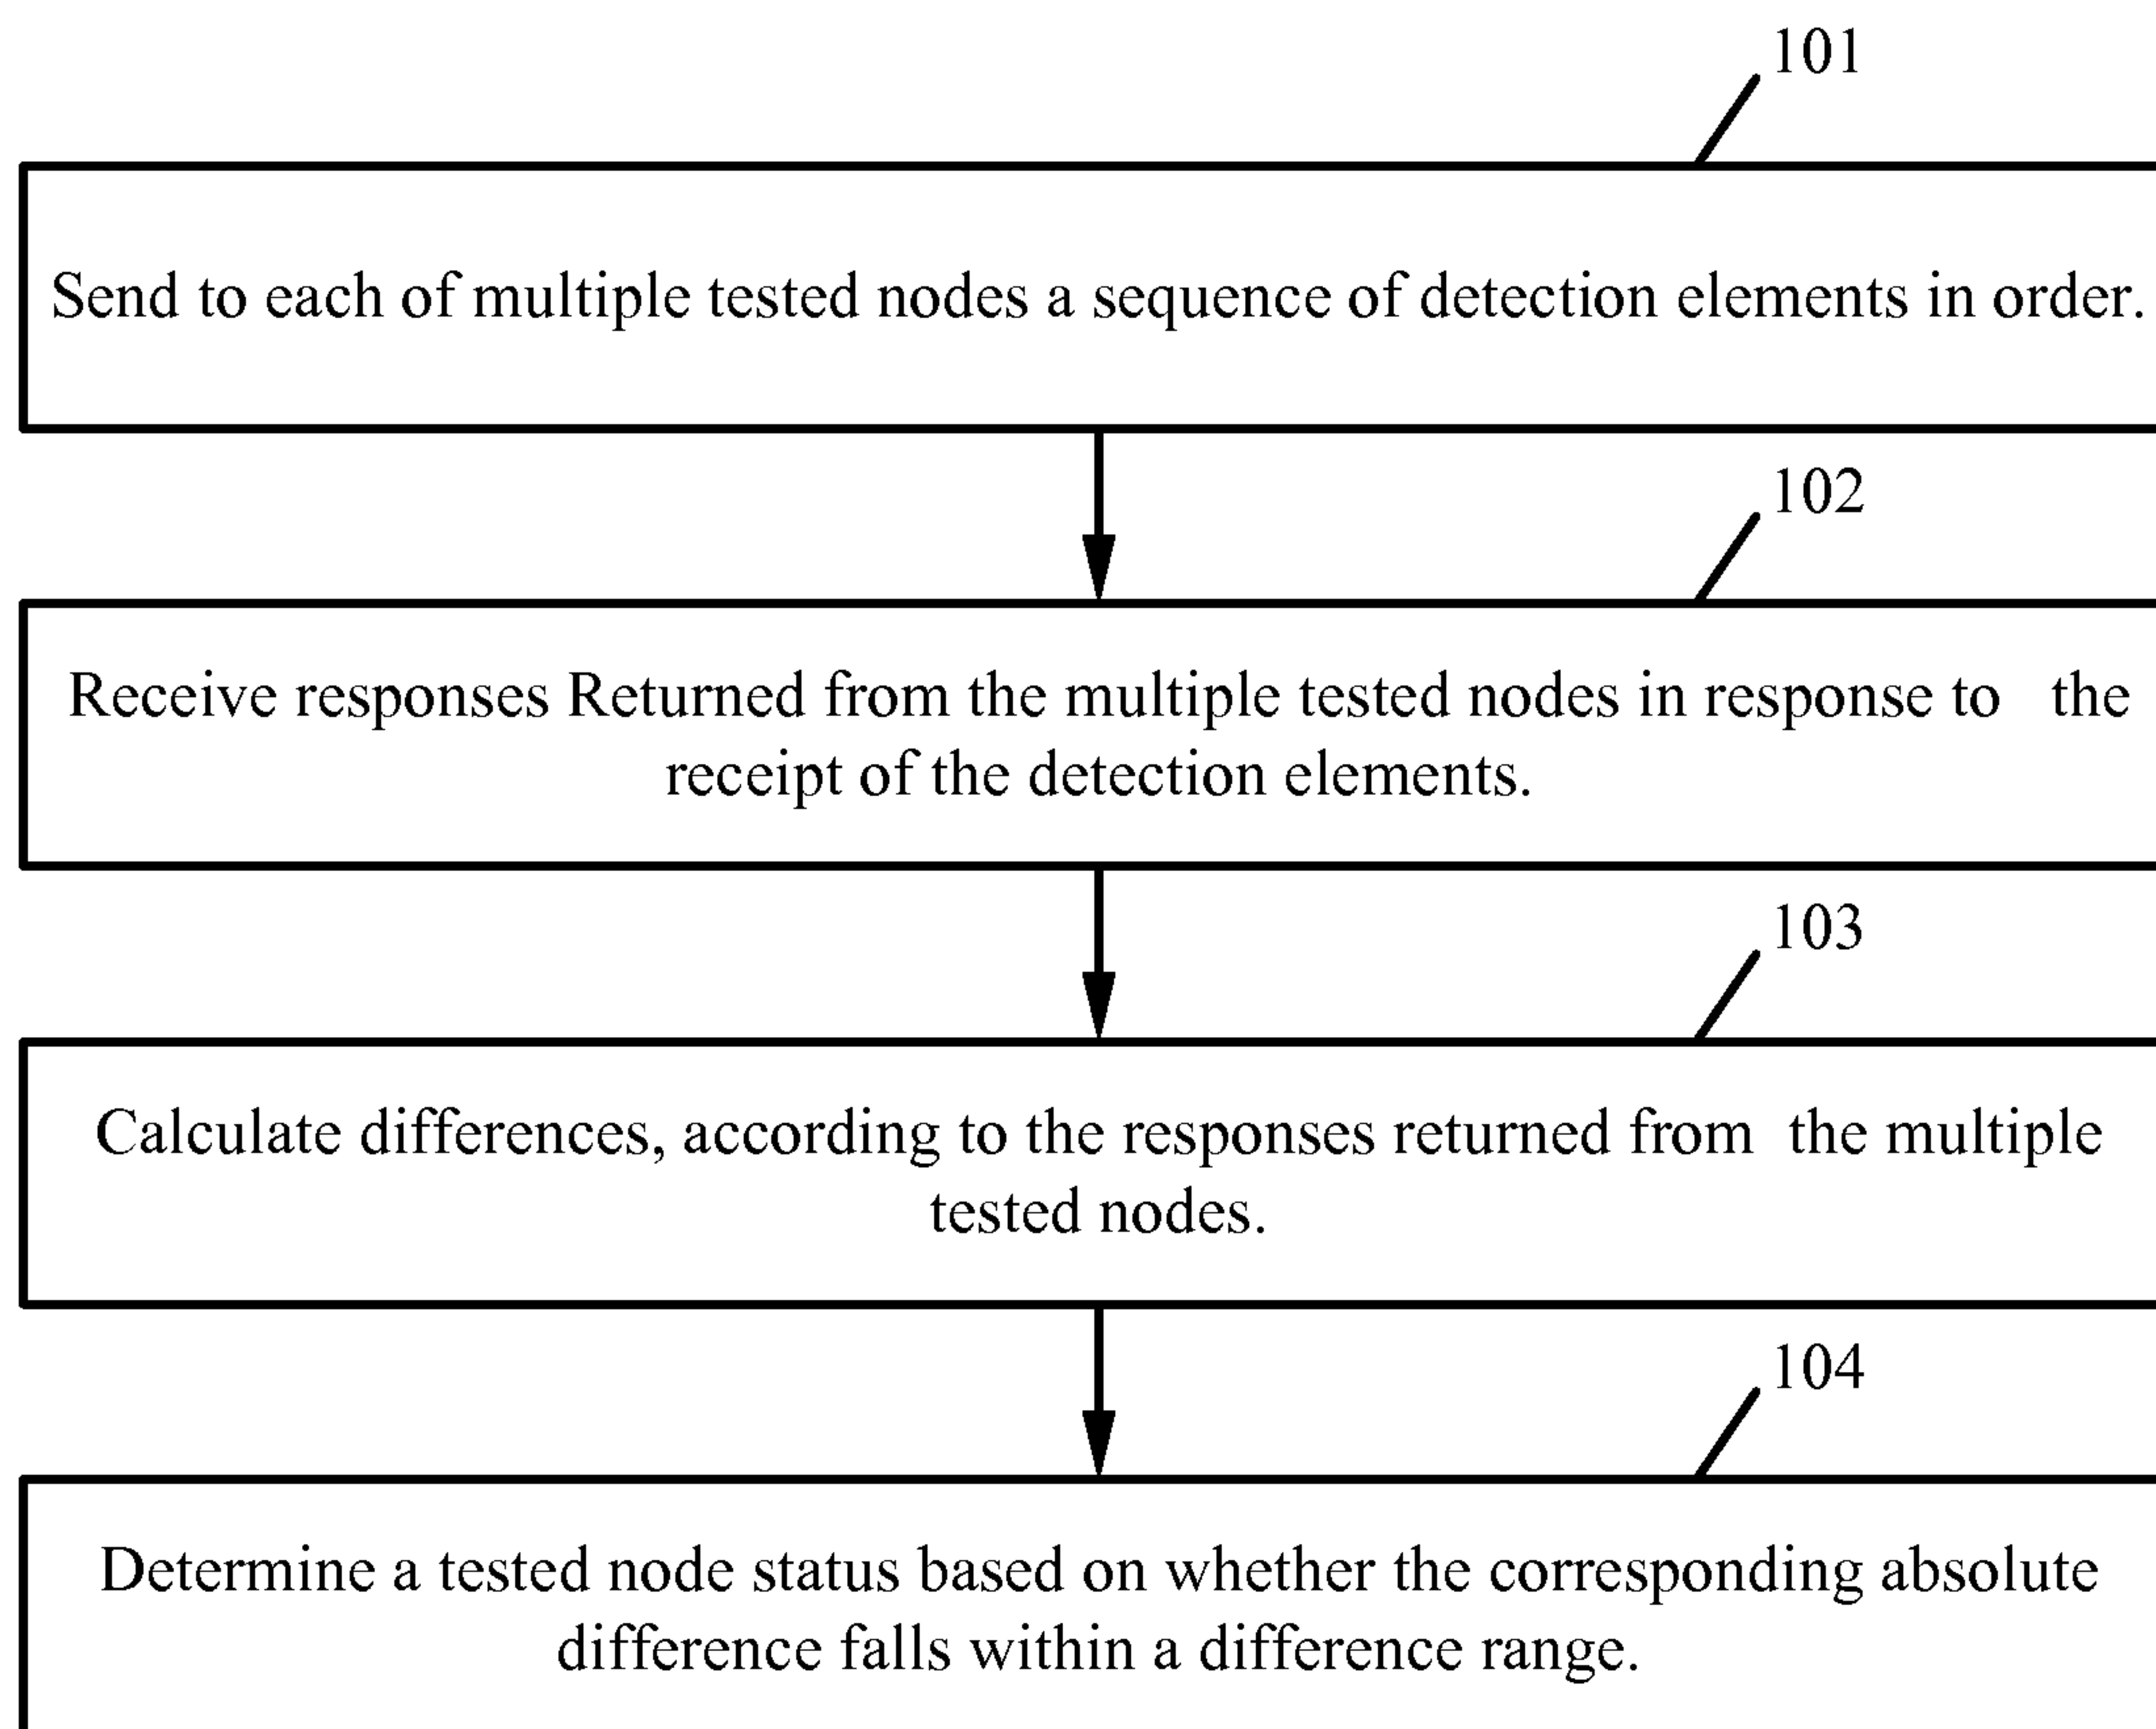 101
Send to each of multiple tested nodes a sequence of detection elements in order.
102
Receive responses Returned from the multiple tested nodes in response to the
receipt of the detection elements.
103
Calculate differences, according to the responses returned from the multiple
tested nodes.
104
Determine a tested node status based on whether the corresponding absolute
difference falls within a difference range.